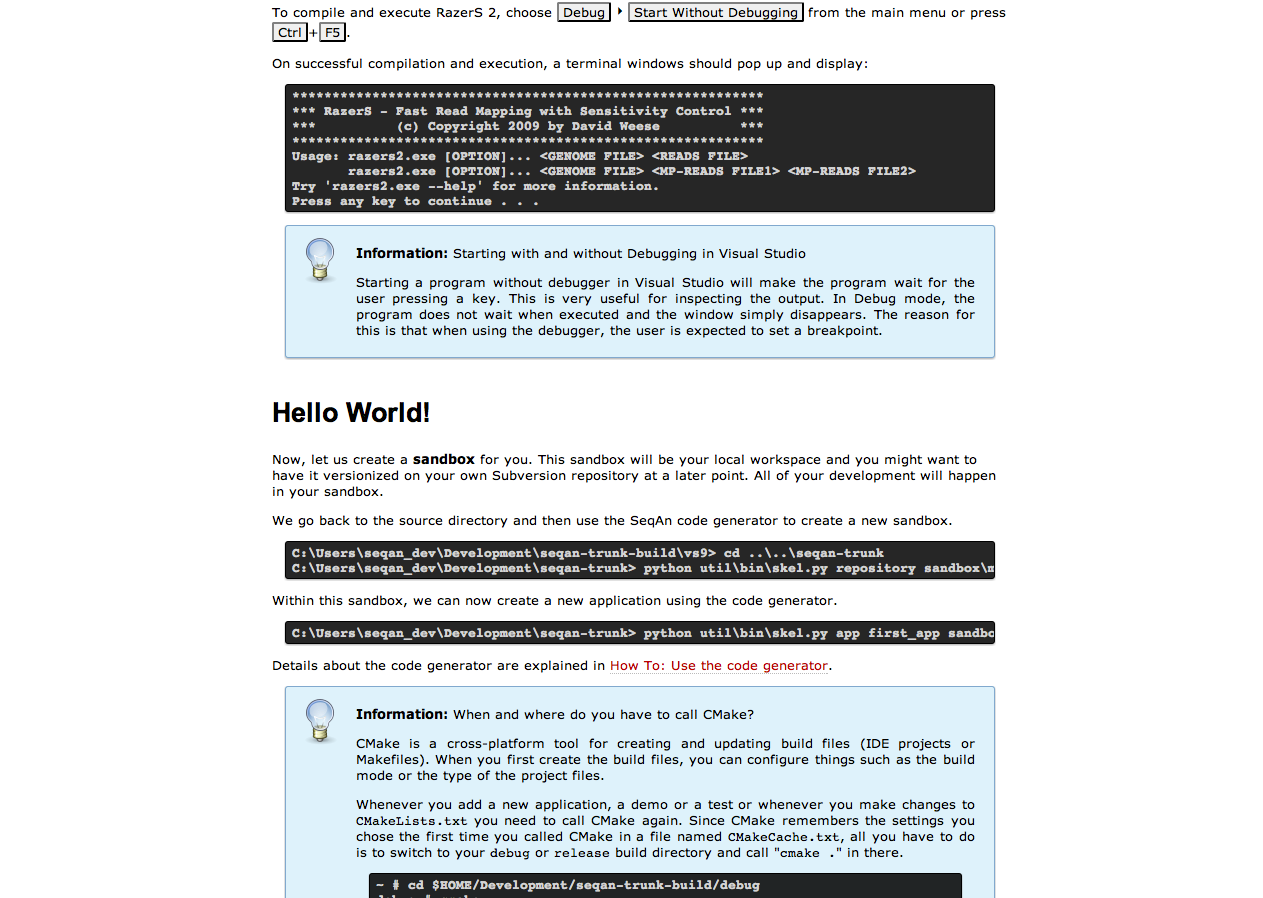 To compile and execute RazerS 2, choose Debug ▸ Start Without Debugging from the main menu or press
Ctrl+F5.
On successful compilation and execution, a terminal windows should pop up and display:
***********************************************************
*** RazerS - Fast Read Mapping with Sensitivity Control ***
***          (c) Copyright 2009 by David Weese          ***
***********************************************************
Usage: razers2.exe [OPTION]... <GENOME FILE> <READS FILE>
       razers2.exe [OPTION]... <GENOME FILE> <MP-READS FILE1> <MP-READS FILE2>
Try 'razers2.exe --help' for more information.
Press any key to continue . . .
Information: Starting with and without Debugging in Visual Studio
Starting a program without debugger in Visual Studio will make the program wait for the
user pressing a key. This is very useful for inspecting the output. In Debug mode, the
program does not wait when executed and the window simply disappears. The reason for
this is that when using the debugger, the user is expected to set a breakpoint.
Hello World!
Now, let us create a sandbox for you. This sandbox will be your local workspace and you might want to
have it versionized on your own Subversion repository at a later point. All of your development will happen
in your sandbox.
We go back to the source directory and then use the SeqAn code generator to create a new sandbox.
C:\Users\seqan_dev\Development\seqan-trunk-build\vs9> cd ..\..\seqan-trunk
C:\Users\seqan_dev\Development\seqan-trunk> python util\bin\skel.py repository sandbox\
Within this sandbox, we can now create a new application using the code generator.
C:\Users\seqan_dev\Development\seqan-trunk> python util\bin\skel.py app first_app sandbo
Details about the code generator are explained in How To: Use the code generator.
Information: When and where do you have to call CMake?
CMake is a cross-platform tool for creating and updating build files (IDE projects or
Makefiles). When you first create the build files, you can configure things such as the build
mode or the type of the project files.
Whenever you add a new application, a demo or a test or whenever you make changes to
CMakeLists.txt you need to call CMake again. Since CMake remembers the settings you
chose the first time you called CMake in a file named CMakeCache.txt, all you have to do
is to switch to your debug or release build directory and call "cmake ." in there.
~ # cd $HOME/Development/seqan-trunk-build/debug